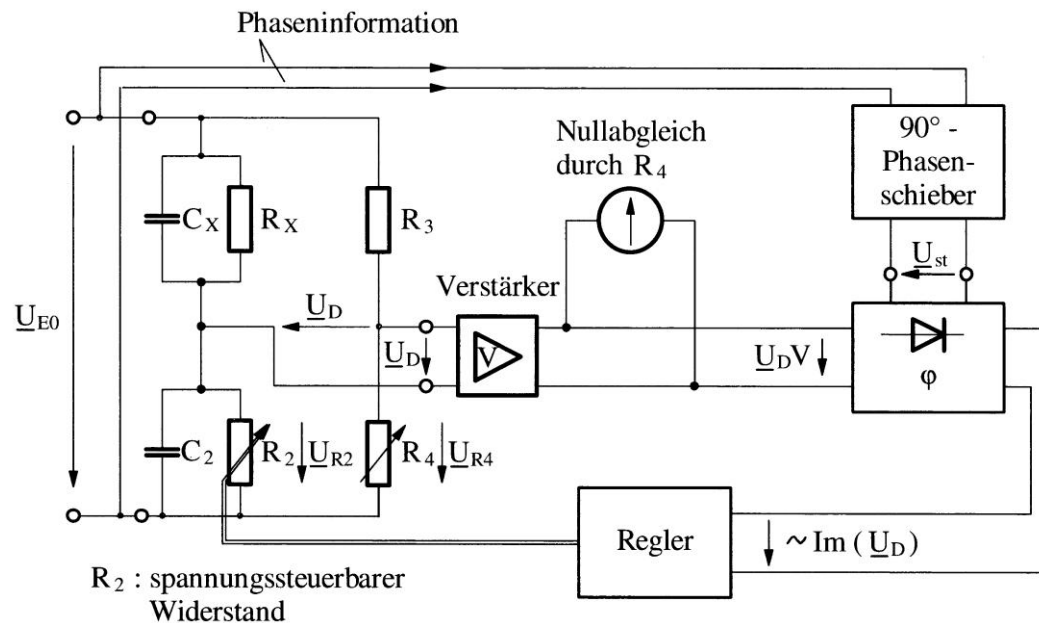 Phaseninformation
90° -
Phasen-
schieber
Nullabgleich
durch R4
CX
RX
R3
Ust
UE0
UD
Verstärker
UD
V
UDV
φ
C2
R2
UR2
R4
UR4
Regler
~ Im (UD)
R2 : spannungssteuerbarer
Widerstand